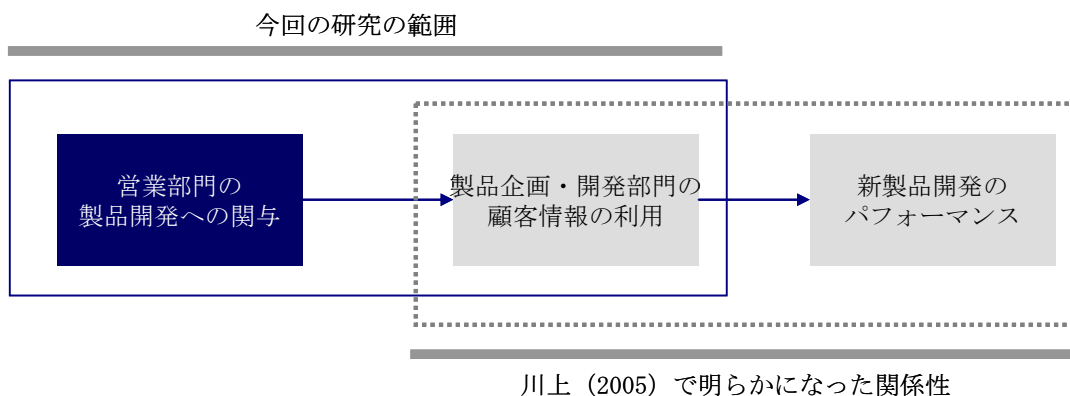 今回の研究の範囲
営業部門の
製品開発への関与
製品企画・開発部門の
顧客情報の利用
新製品開発の
パフォーマンス
川上（2005）で明らかになった関係性